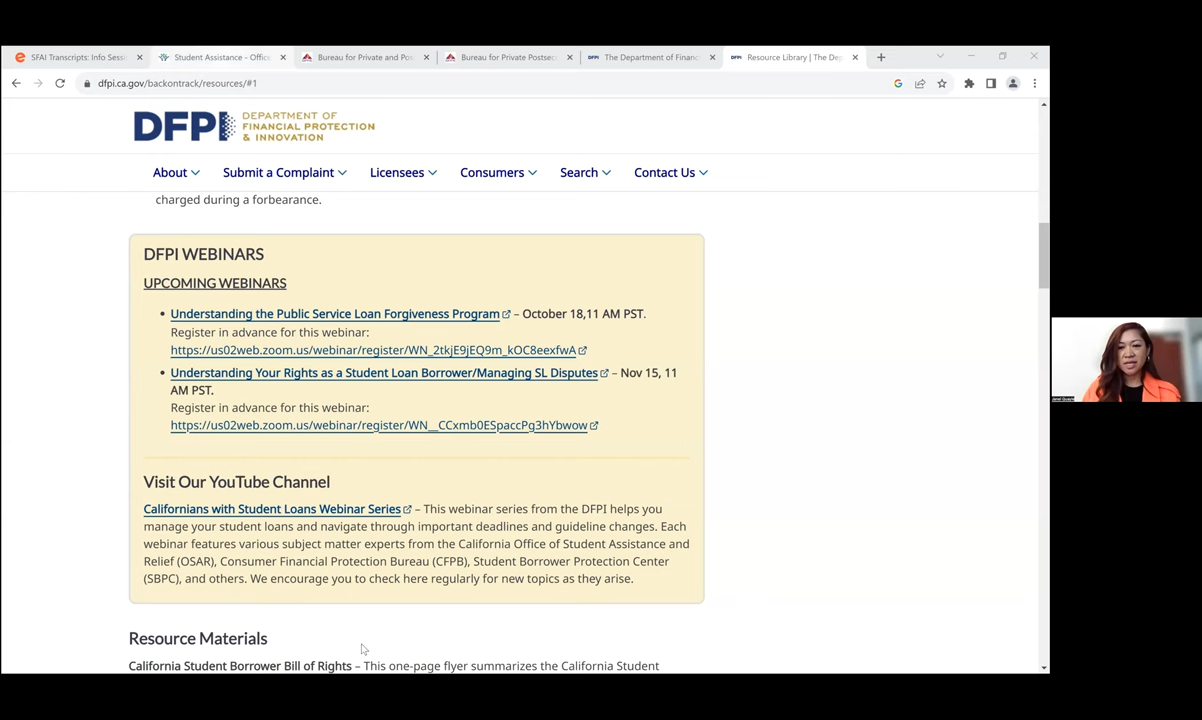 SFAI Transcripts: Info Sessi
Student Assistance - Office
Bureau for Private and Pos
Bureau for Private Postsec
The Department of Financ
Resource Library | The Dep
dfpi.ca.gov/backontrack/resources/#1
DFPI
DEPARTMENT OF
FINANCIAL PROTECTION
& INNOVATION
About
Submit a Complaint
Licensees
Consumers
Search
Contact Us
charged during a forbearance.
DFPI WEBINARS
UPCOMING WEBINARS
• Understanding the Public Service Loan Forgiveness Program – October 18,11 AM PST.
Register in advance for this webinar:
https://us02web.zoom.us/webinar/register/WN_2tkjE9jEQ9m_kOC8eexfwA
• Understanding Your Rights as a Student Loan Borrower/Managing SL Disputes – Nov 15, 11
AM PST.
Register in advance for this webinar:
https://us02web.zoom.us/webinar/register/WN__CCxmb0ESpaccPg3hYbwow
Visit Our YouTube Channel
Californians with Student Loans Webinar Series – This webinar series from the DFPI helps you
manage your student loans and navigate through important deadlines and guideline changes. Each
webinar features various subject matter experts from the California Office of Student Assistance and
Relief (OSAR), Consumer Financial Protection Bureau (CFPB), Student Borrower Protection Center
(SBPC), and others. We encourage you to check here regularly for new topics as they arise.
Resource Materials
California Student Borrower Bill of Rights – This one-page flyer summarizes the California Student